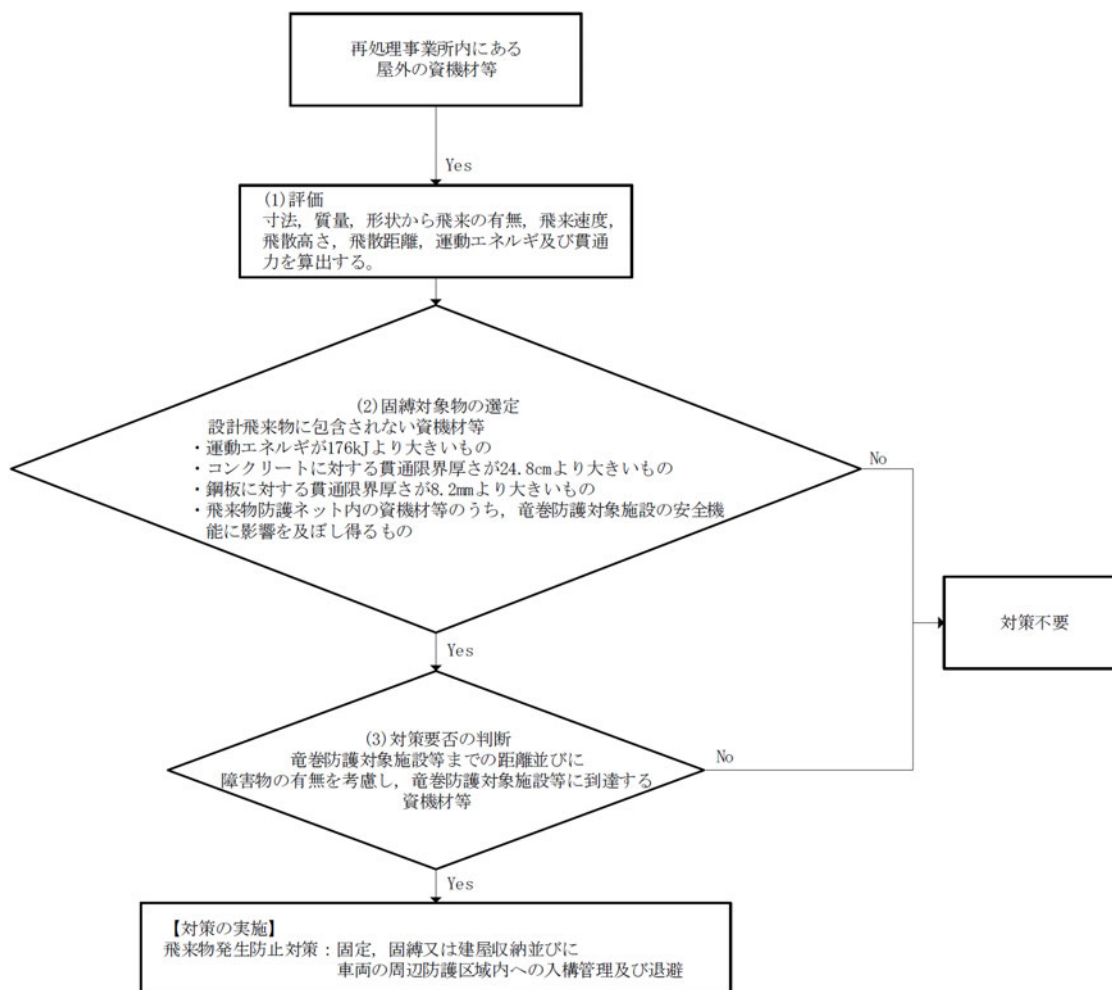 再処理事業所内にある
屋外の資機材等
Yes
(1)評価
寸法，質量，形状から飛来の有無，飛来速度，
飛散高さ，飛散距離，運動エネルギ及び貫通
力を算出する。
(2)固縛対象物の選定
設計飛来物に包含されない資機材等
・運動エネルギが176kJより大きいもの
・コンクリートに対する貫通限界厚さが24.8cmより大きいもの
・鋼板に対する貫通限界厚さが8.2mmより大きいもの
・飛来物防護ネット内の資機材等のうち，竜巻防護対象施設の安全機
能に影響を及ぼし得るもの
No
対策不要
Yes
(3)対策要否の判断
竜巻防護対象施設等までの距離並びに
障害物の有無を考慮し，竜巻防護対象施設等に到達する
資機材等
No
Yes
【対策の実施】
飛来物発生防止対策：固定，固縛又は建屋収納並びに
車両の周辺防護区域内への入構管理及び退避